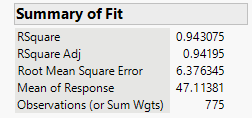 Summary of Fit
RSquare 0.943075
RSquare Adj 0.94195
Root Mean Square Error 6.376345
Mean of Response 47.11381
Observations (or Sum Wgts) 775